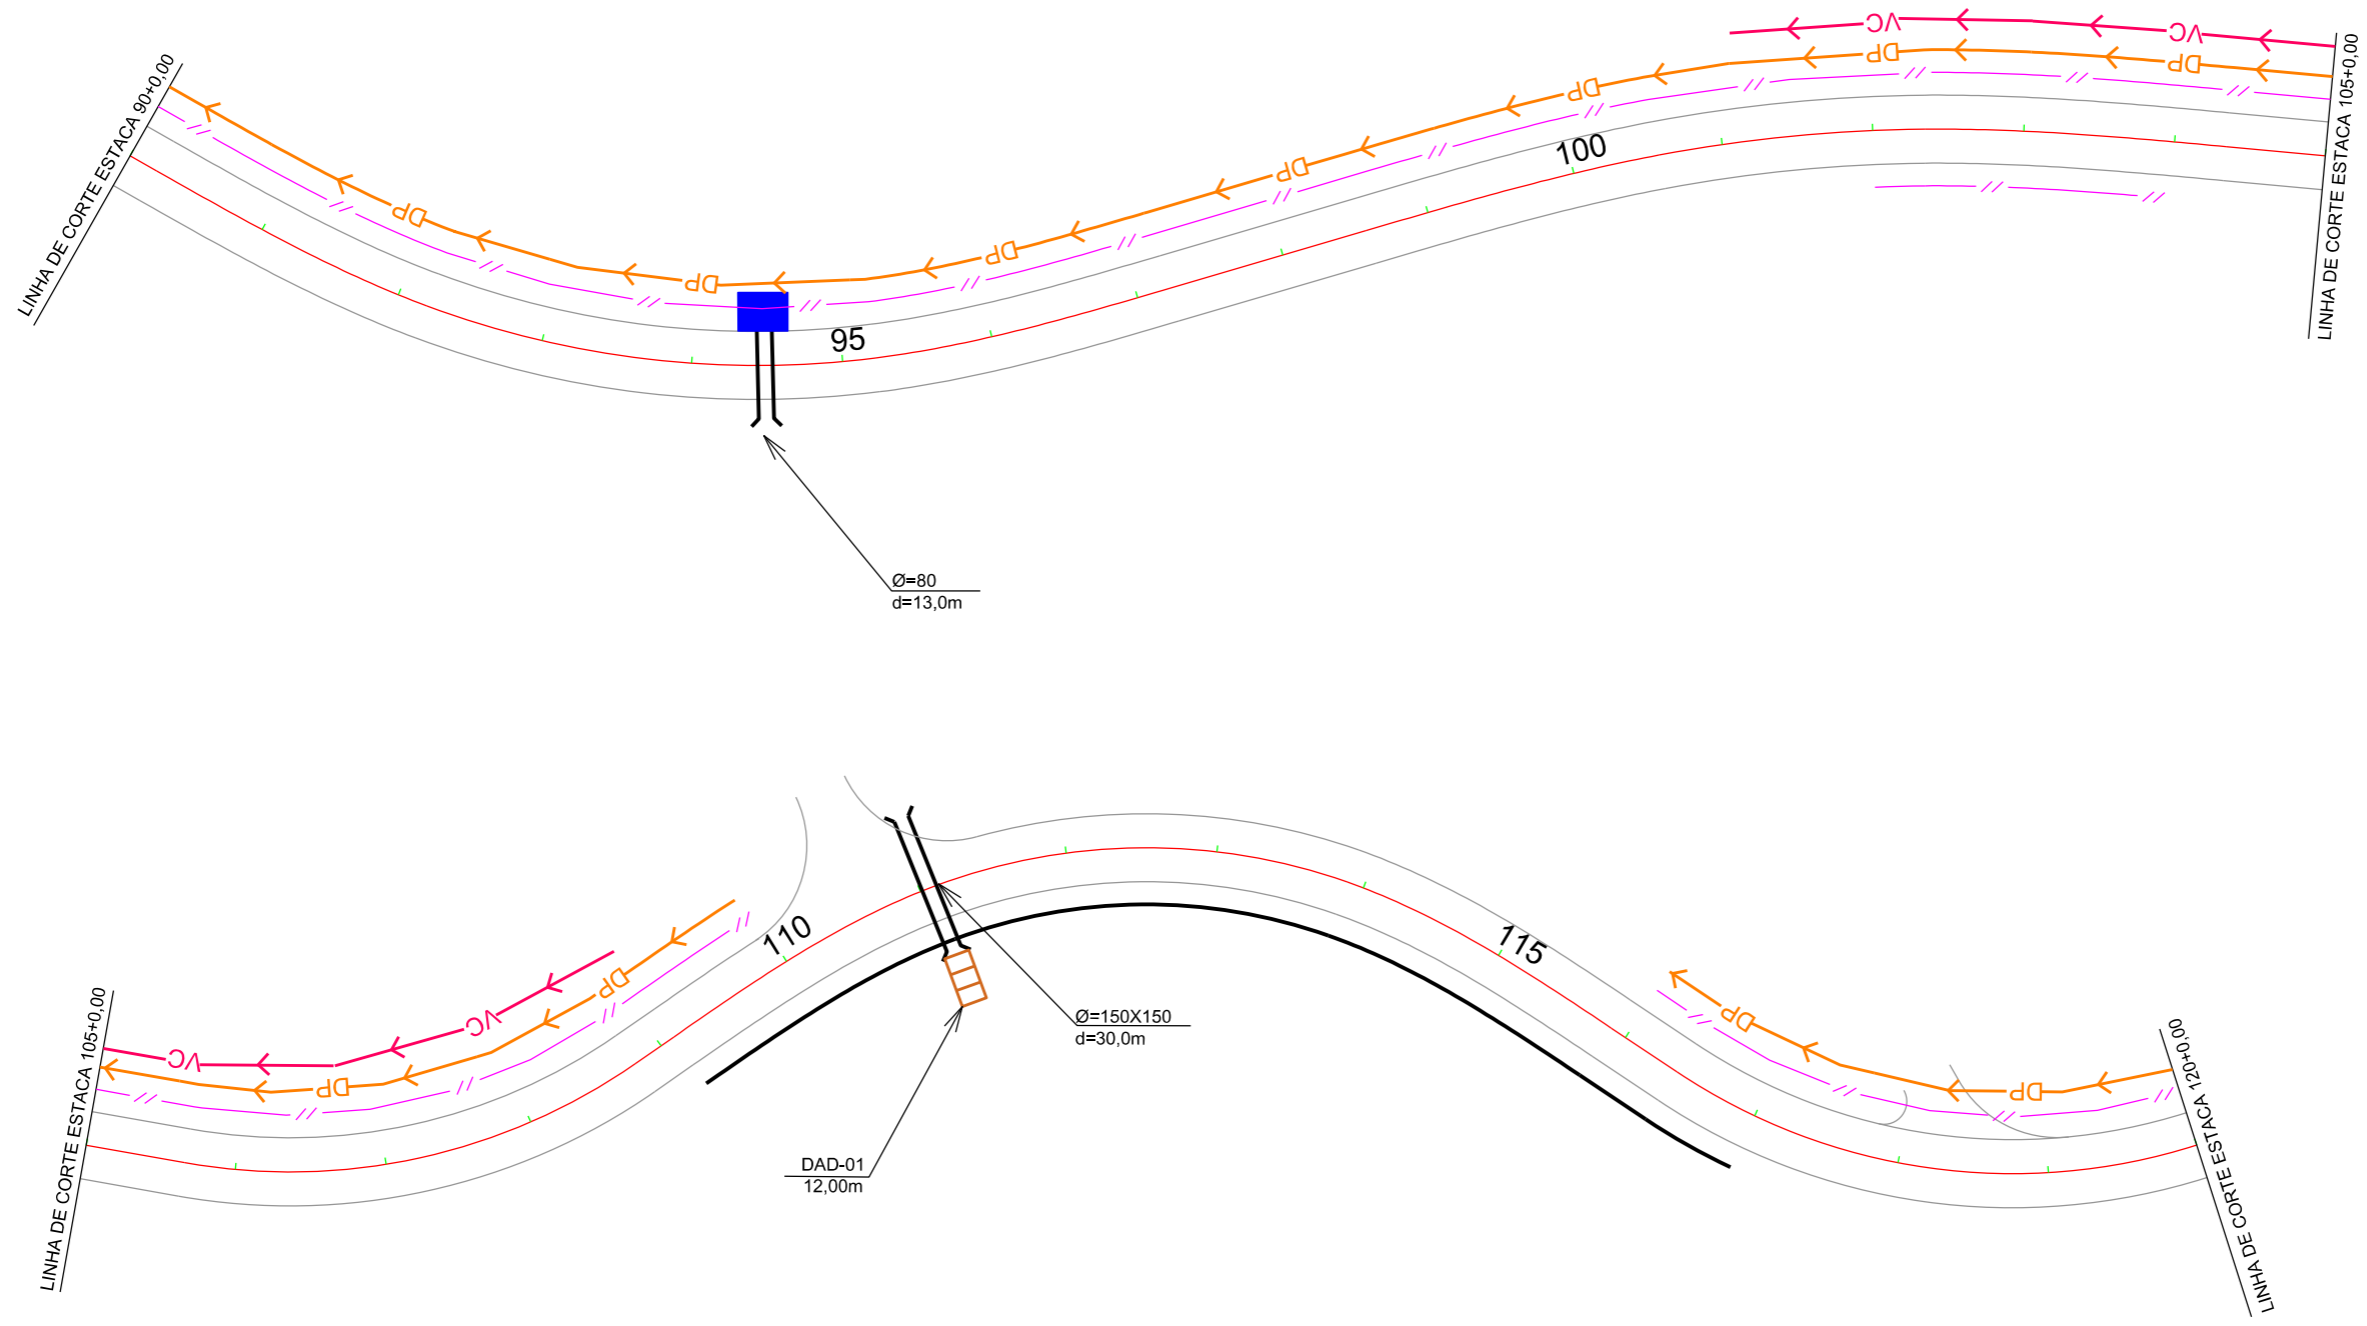 VC
VC
DP
DP
DP
DP
DP
DP
DP
LINHA DE CORTE ESTACA 90+0,00
LINHA DE CORTE ESTACA 105+0,00
100
95
Ø=80
d=13,0m
110
115
LINHA DE CORTE ESTACA 105+0,00
VC
VC
DP
DP
DP
DP
LINHA DE CORTE ESTACA 120+0,00
Ø=150X150
d=30,0m
DAD-01
12,00m